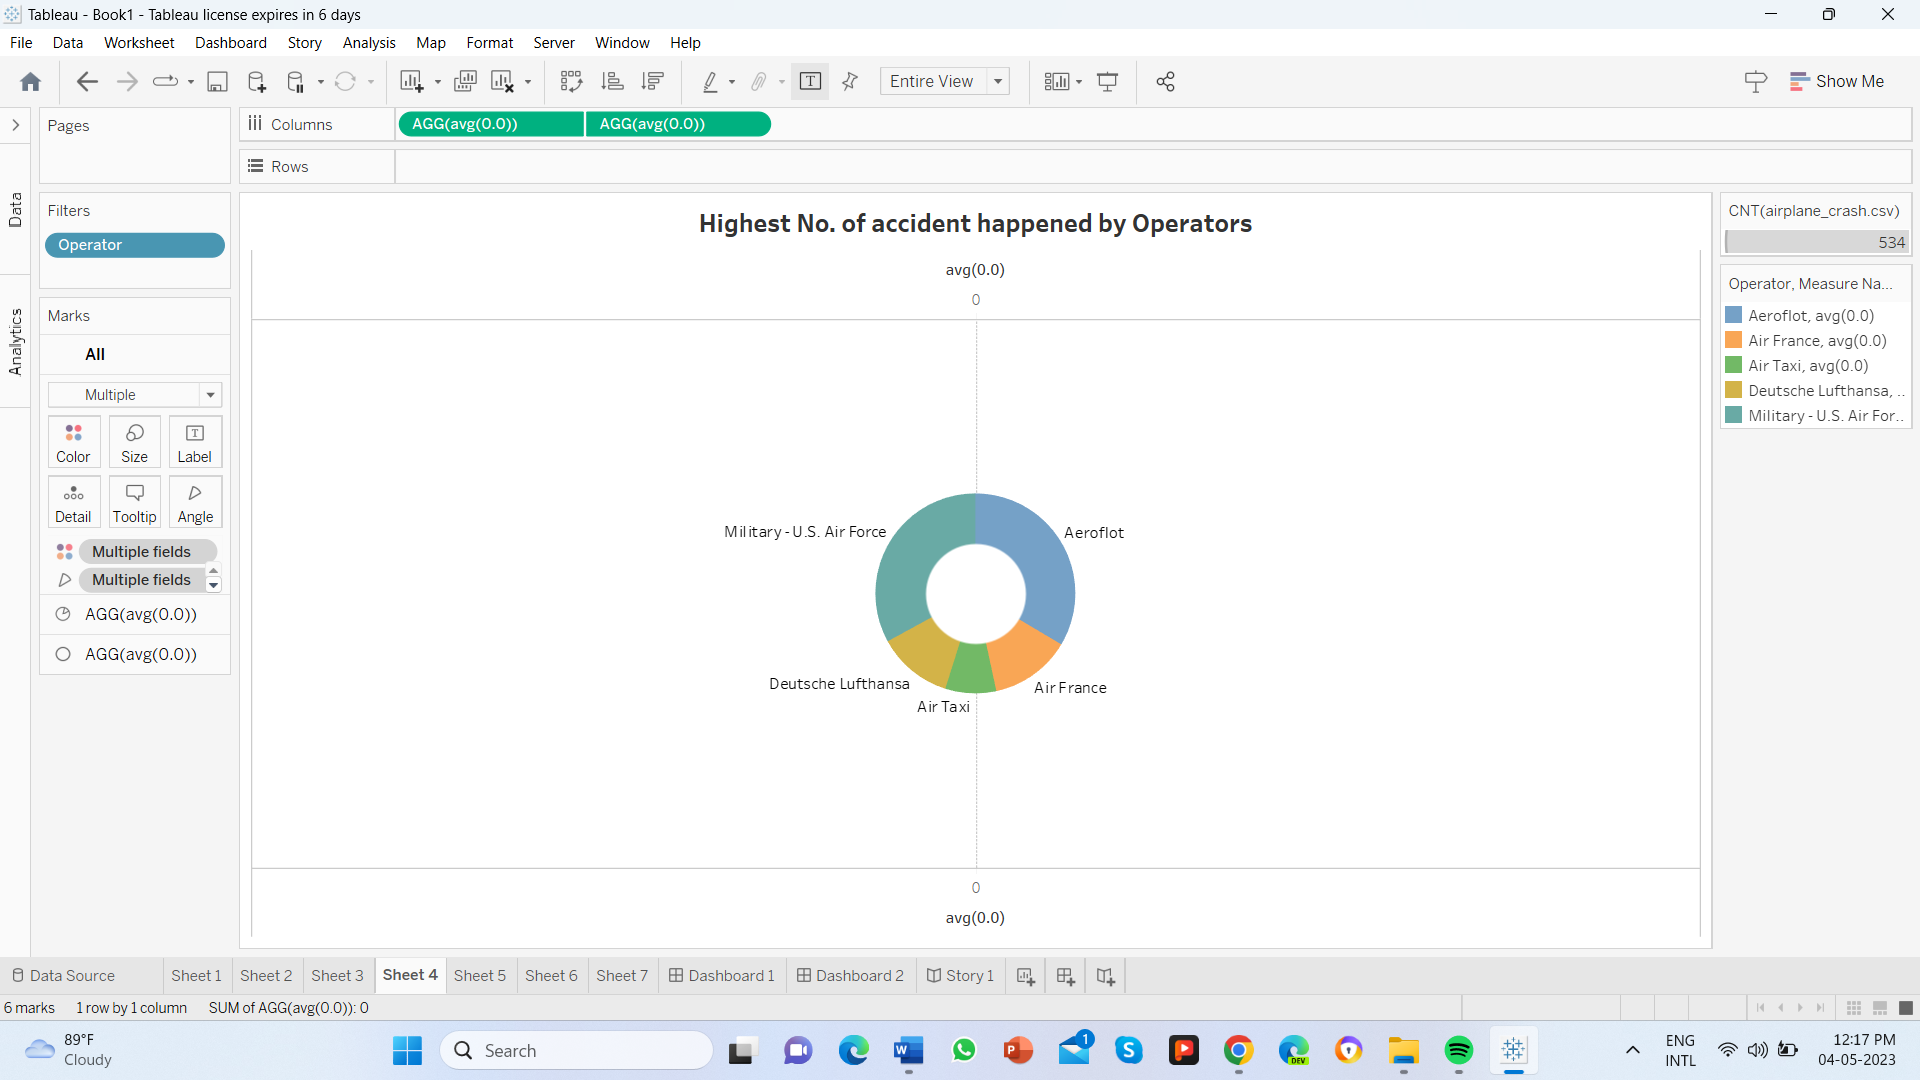 Tableau - Book1 - Tableau license expires in 6 days
File Data Worksheet Dashboard Story Analysis Map Format Server Window Help
Entire View
Show Me
Pages
Columns
AGG(avg(0.0)) AGG(avg(0.0))
Rows
Data
Analytics
Filters
Operator
Marks
All
Multiple
Color Size Label
Detail Tooltip Angle
Multiple fields
Multiple fields
AGG(avg(0.0))
AGG(avg(0.0))
Highest No. of accident happened by Operators
avg(0.0)
0
Military - U.S. Air Force
Aeroflot
Deutsche Lufthansa
Air France
Air Taxi
0
avg(0.0)
CNT(airplane_crash.csv)
534
Operator, Measure Na...
Aeroflot, avg(0.0)
Air France, avg(0.0)
Air Taxi, avg(0.0)
Deutsche Lufthansa, ..
Military - U.S. Air For..
Data Source Sheet 1 Sheet 2 Sheet 3 Sheet 4 Sheet 5 Sheet 6 Sheet 7 Dashboard 1 Dashboard 2 Story 1
6 marks 1 row by 1 column SUM of AGG(avg(0.0)): 0
89°F
Cloudy
Search
1
DEV
ENG
INTL
12:17 PM
04-05-2023